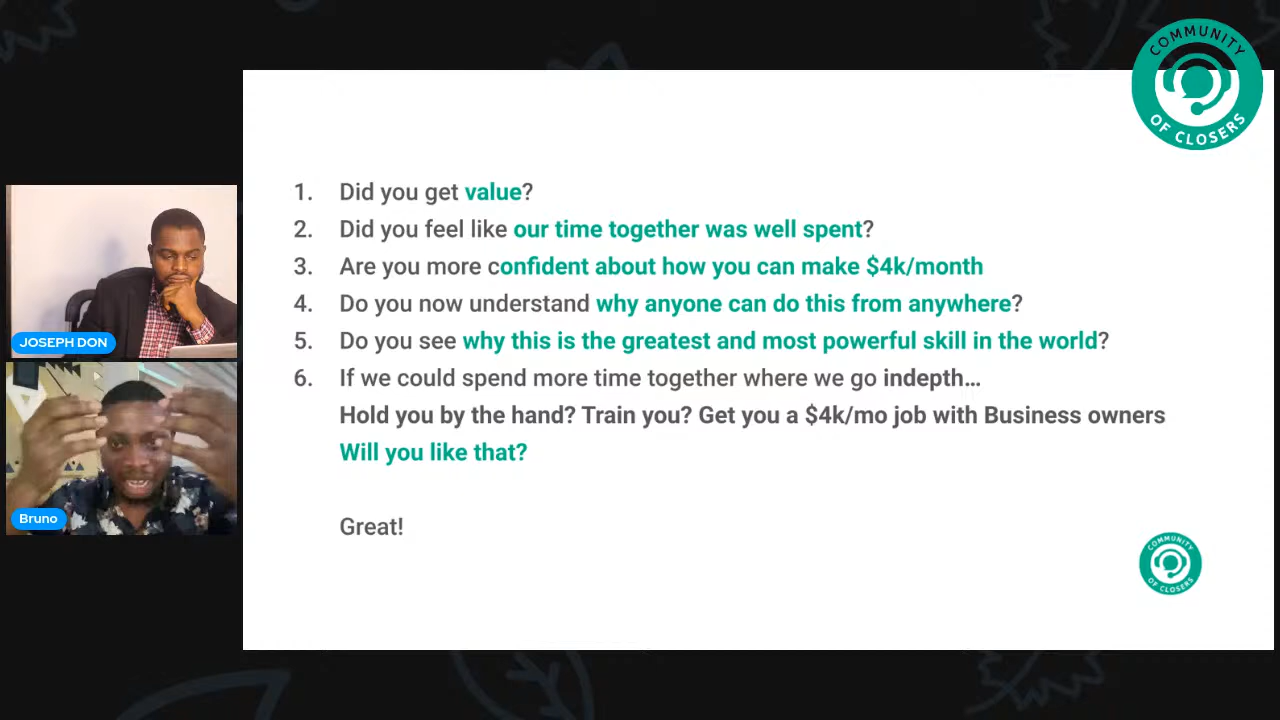 COMMUNITY
OF CLOSERS
1. Did you get value?
2. Did you feel like our time together was well spent?
3. Are you more confident about how you can make $4k/month
4. Do you now understand why anyone can do this from anywhere?
5. Do you see why this is the greatest and most powerful skill in the world?
6. If we could spend more time together where we go indepth...
Hold you by the hand? Train you? Get you a $4k/mo job with Business owners
Will you like that?
Great!
JOSEPH DON
Bruno
COMMUNITY
OF CLOSERS